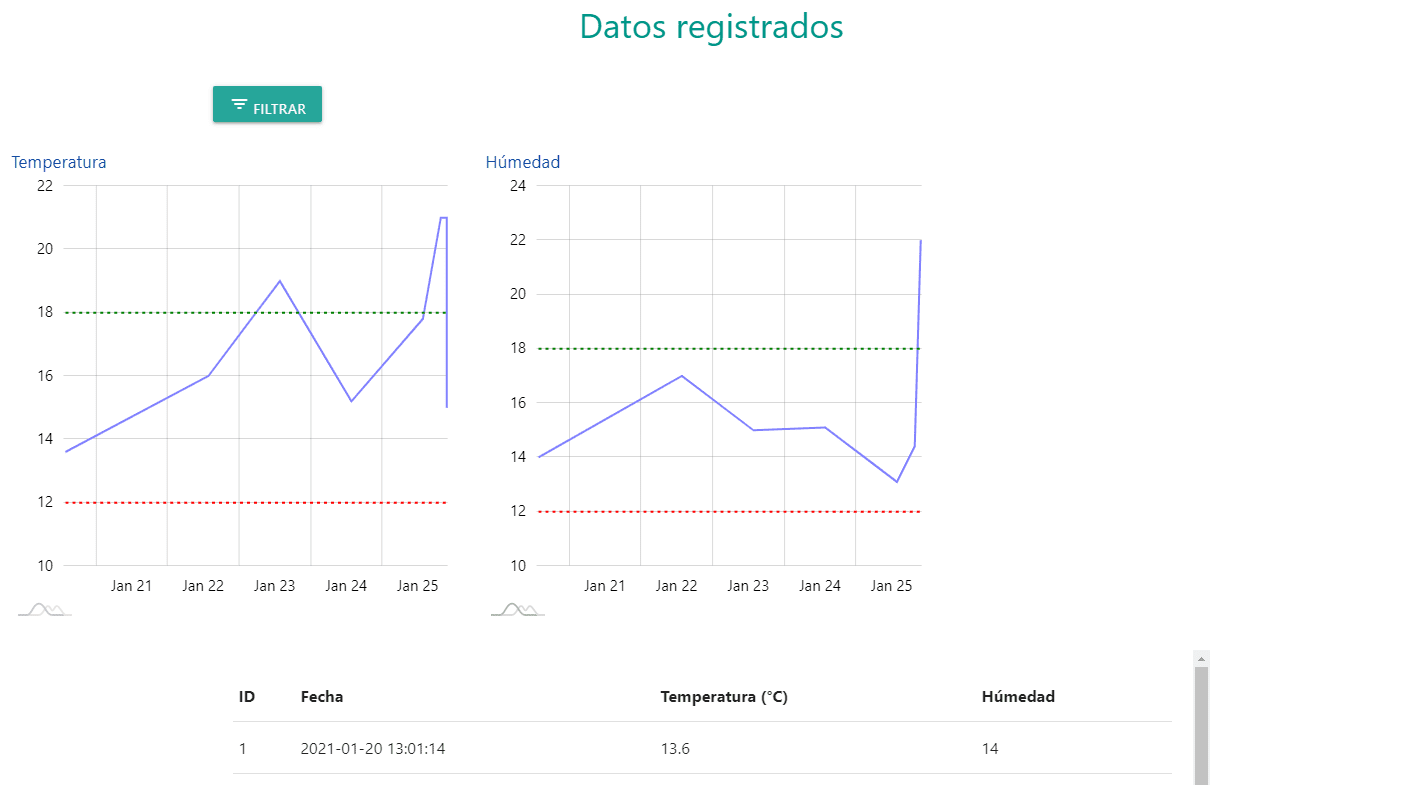 Datos registrados
FILTRAR
Temperatura
22
20
18
16
14
12
10
Jan 21 Jan 22 Jan 23 Jan 24 Jan 25
Húmedad
24
22
20
18
16
14
12
10
Jan 21 Jan 22 Jan 23 Jan 24 Jan 25
ID Fecha Temperatura (°C) Húmedad
1 2021-01-20 13:01:14 13.6 14